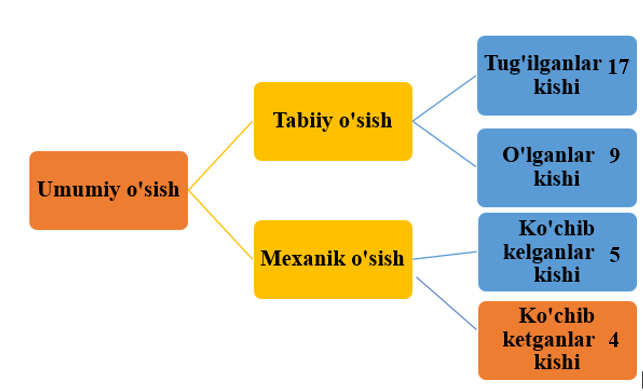 Umumiy o'sish
Tabiiy o'sish
Tug'ilganlar 17
kishi
O'lganlar 9
kishi
Mexanik o'sish
Ko'chib
kelganlar 5
kishi
Ko'chib
ketganlar 4
kishi